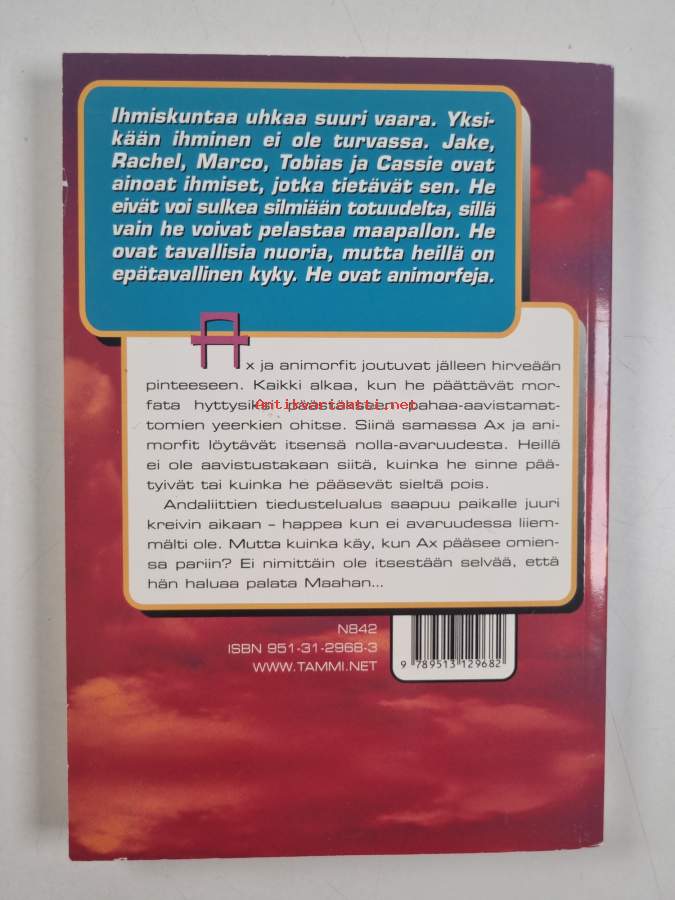 Ihmiskuntaa uhkaa suuri vaara. Yksi-
kään ihminen ei ole turvassa. Jake,
Rachel, Marco, Tobias ja Cassie ovat
ainoat ihmiset, jotka tietävät sen. He
eivät voi sulkea silmiään totuudelta, sillä
vain he voivat pelastaa maapallon. He
ovat tavallisia nuoria, mutta heillä on
epätavallinen kyky. He ovat animorfeja.
Ax ja animorfit joutuvat jälleen hirveään
pinteeseen. Kaikki alkaa, kun he päättävät mor-
fata hyttysiksi päästäkseen pahaa-aavistamat-
Antikvariaatti.net
tomien yeerkien ohitse. Siinä samassa Ax ja ani-
morfit löytävät itsensä nolla-avaruudesta. Heillä
ei ole aavistustakaan siitä, kuinka he sinne pää-
tyivät tai kuinka he pääsevät sieltä pois.
Andaliittien tiedustelualus saapuu paikalle juuri
kreivin aikaan – happea kun ei avaruudessa liiem-
mälti ole. Mutta kuinka käy, kun Ax pääsee omien-
sa pariin? Ei nimittäin ole itsestään selvää, että
hän haluaa palata Maahan...
N842
ISBN 951-31-2968-3
WWW.TAMMI.NET
9 789513 129682